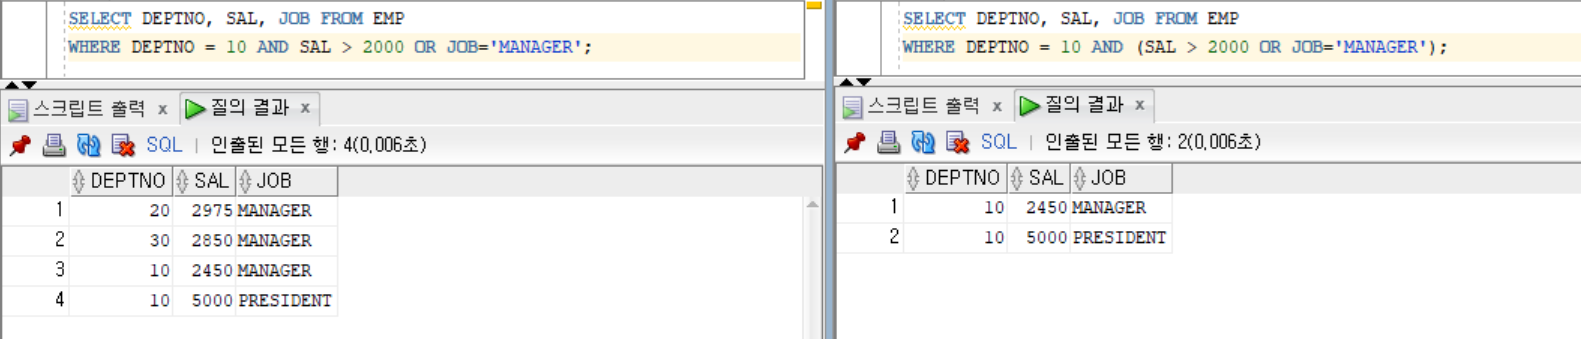 SELECT DEPTNO, SAL, JOB FROM EMP
WHERE DEPTNO = 10 AND SAL > 2000 OR JOB='MANAGER';
스크립트 출력 x 질의 결과 x
SQL | 인출된 모든 행: 4(0,006초)
DEPTNO SAL JOB
1 20 2975 MANAGER
2 30 2850 MANAGER
3 10 2450 MANAGER
4 10 5000 PRESIDENT
SELECT DEPTNO, SAL, JOB FROM EMP
WHERE DEPTNO = 10 AND (SAL > 2000 OR JOB='MANAGER');
스크립트 출력 x 질의 결과 x
SQL | 인출된 모든 행: 2(0,006초)
DEPTNO SAL JOB
1 10 2450 MANAGER
2 10 5000 PRESIDENT